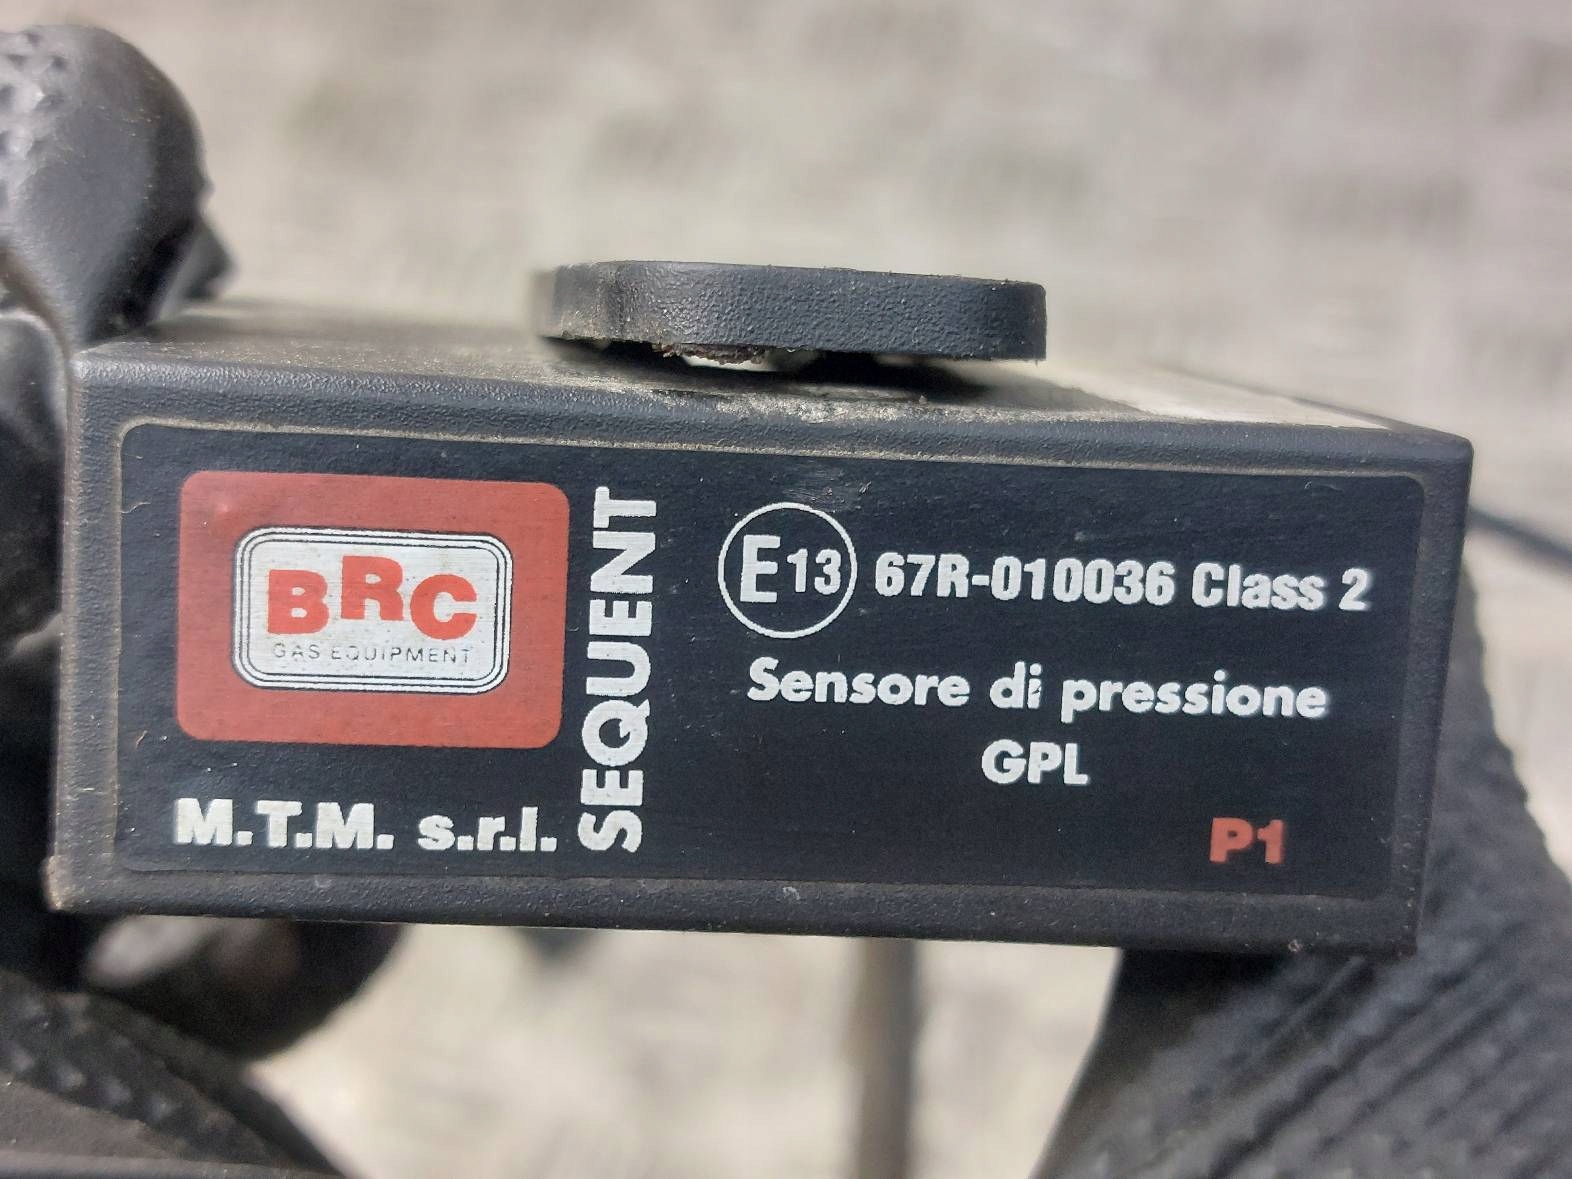 BRC
GAS EQUIPMENT
M.T.M. s.r.l.
SEQUENT
E13 67R-010036 Class 2
Sensore di pressione
GPL
P1